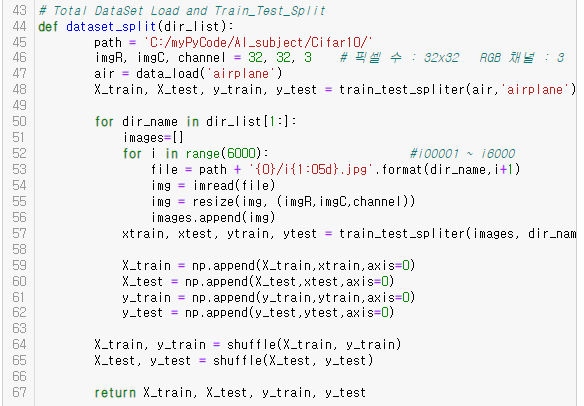 43 # Total DataSet Load and Train_Test_Split
44 def dataset_split(dir_list):
45     path = 'C:/myPyCode/AI_subject/Cifar10/'
46     imgR, imgC, channel = 32, 32, 3    # 픽셀 수 : 32x32   RGB 채널 : 3
47     air = data_load('airplane')
48     X_train, X_test, y_train, y_test = train_test_spliter(air,'airplane')
49
50     for dir_name in dir_list[1:]:
51         images=[]
52         for i in range(6000):                    #i00001 ~ i6000
53             file = path + '{0}/i{1:05d}.jpg'.format(dir_name,i+1)
54             img = imread(file)
55             img = resize(img, (imgR,imgC,channel))
56             images.append(img)
57         xtrain, xtest, ytrain, ytest = train_test_spliter(images, dir_nam
58
59         X_train = np.append(X_train,xtrain,axis=0)
60         X_test = np.append(X_test,xtest,axis=0)
61         y_train = np.append(y_train,ytrain,axis=0)
62         y_test = np.append(y_test,ytest,axis=0)
63
64     X_train, y_train = shuffle(X_train, y_train)
65     X_test, y_test = shuffle(X_test, y_test)
66
67     return X_train, X_test, y_train, y_test